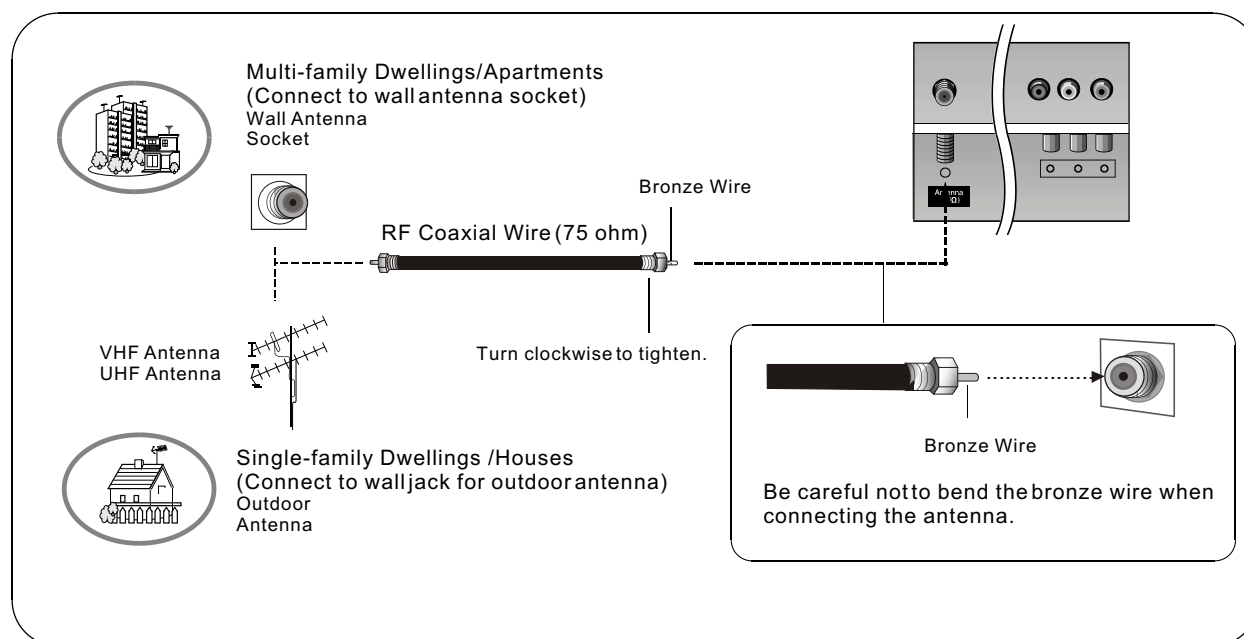 Multi-family Dwellings/Apartments
(Connect to wall antenna socket)
Wall Antenna
Socket
Bronze Wire
Antenna
RF Coaxial Wire (75 ohm)
VHF Antenna
UHF Antenna
Turn clockwise to tighten.
Single-family Dwellings /Houses
(Connect to wall jack for outdoor antenna)
Outdoor
Antenna
Bronze Wire
Be careful not to bend the bronze wire when
connecting the antenna.